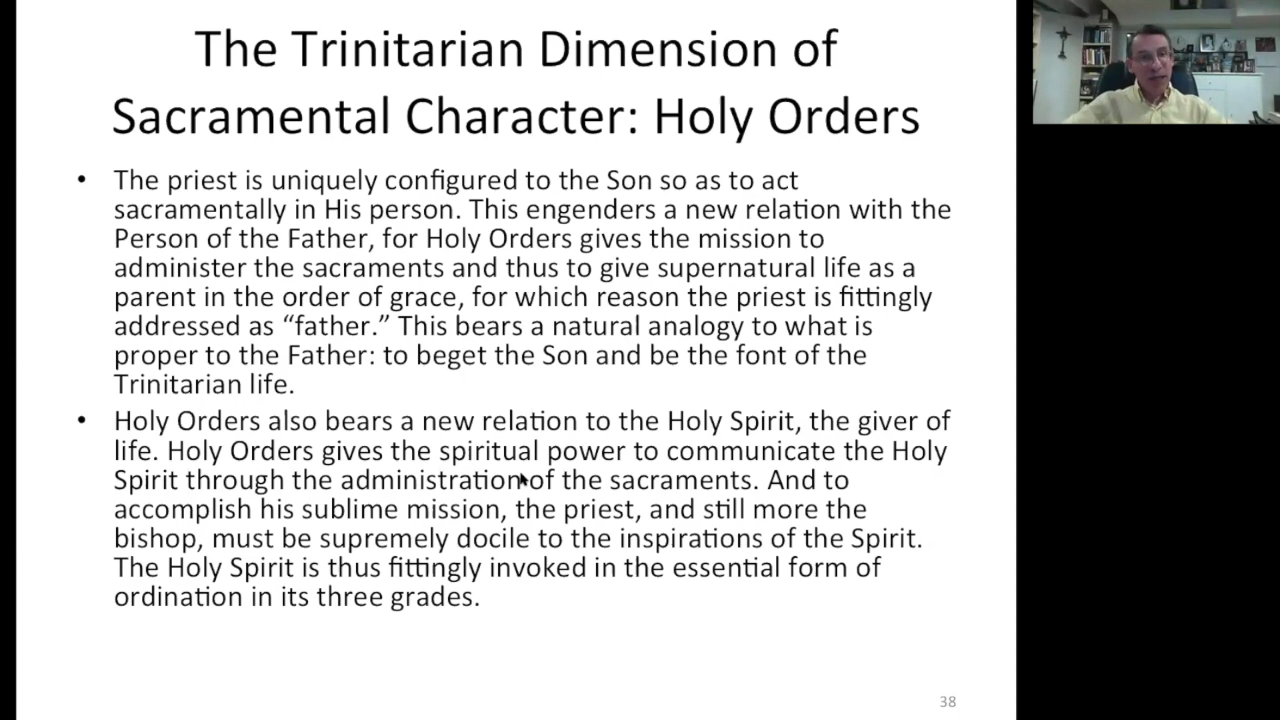 The Trinitarian Dimension of
Sacramental Character: Holy Orders
• The priest is uniquely configured to the Son so as to act
sacramentally in His person. This engenders a new relation with the
Person of the Father, for Holy Orders gives the mission to
administer the sacraments and thus to give supernatural life as a
parent in the order of grace, for which reason the priest is fittingly
addressed as “father.” This bears a natural analogy to what is
proper to the Father: to beget the Son and be the font of the
Trinitarian life.
• Holy Orders also bears a new relation to the Holy Spirit, the giver of
life. Holy Orders gives the spiritual power to communicate the Holy
Spirit through the administration of the sacraments. And to
accomplish his sublime mission, the priest, and still more the
bishop, must be supremely docile to the inspirations of the Spirit.
The Holy Spirit is thus fittingly invoked in the essential form of
ordination in its three grades.
38